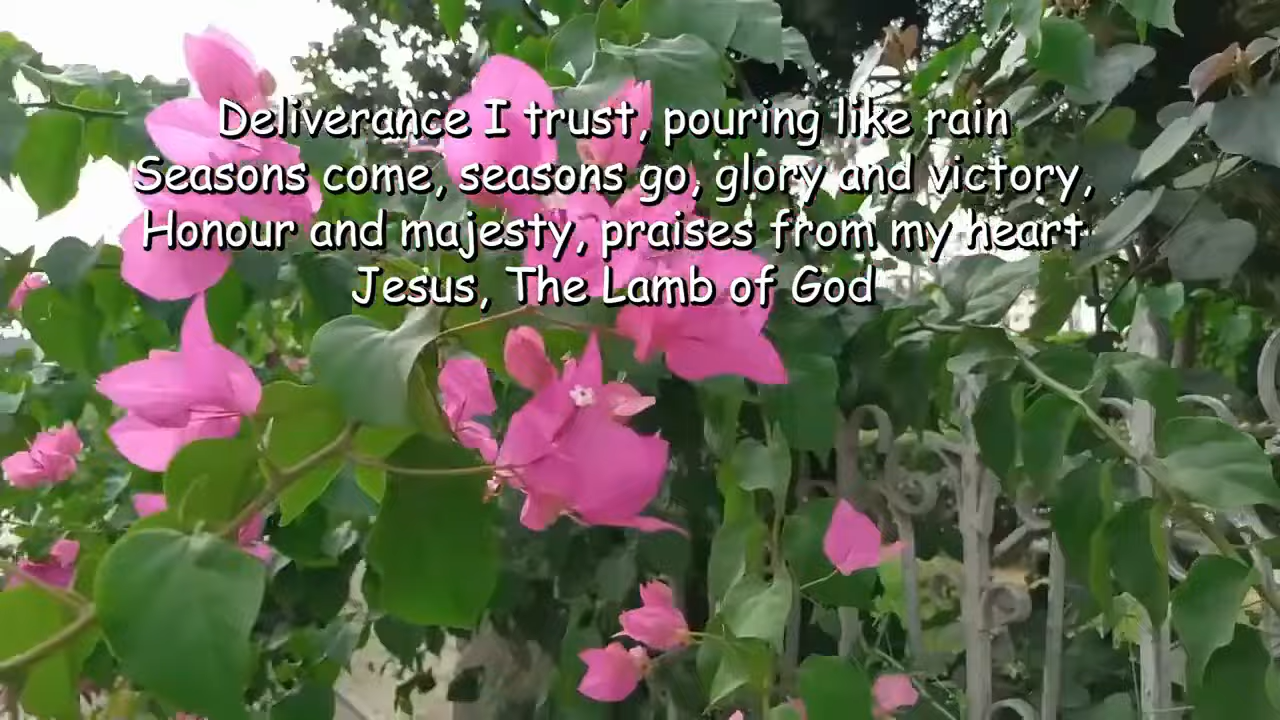 Deliverance I trust, pouring like rain
Seasons come, seasons go, glory and victory,
Honour and majesty, praises from my heart
Jesus, The Lamb of God